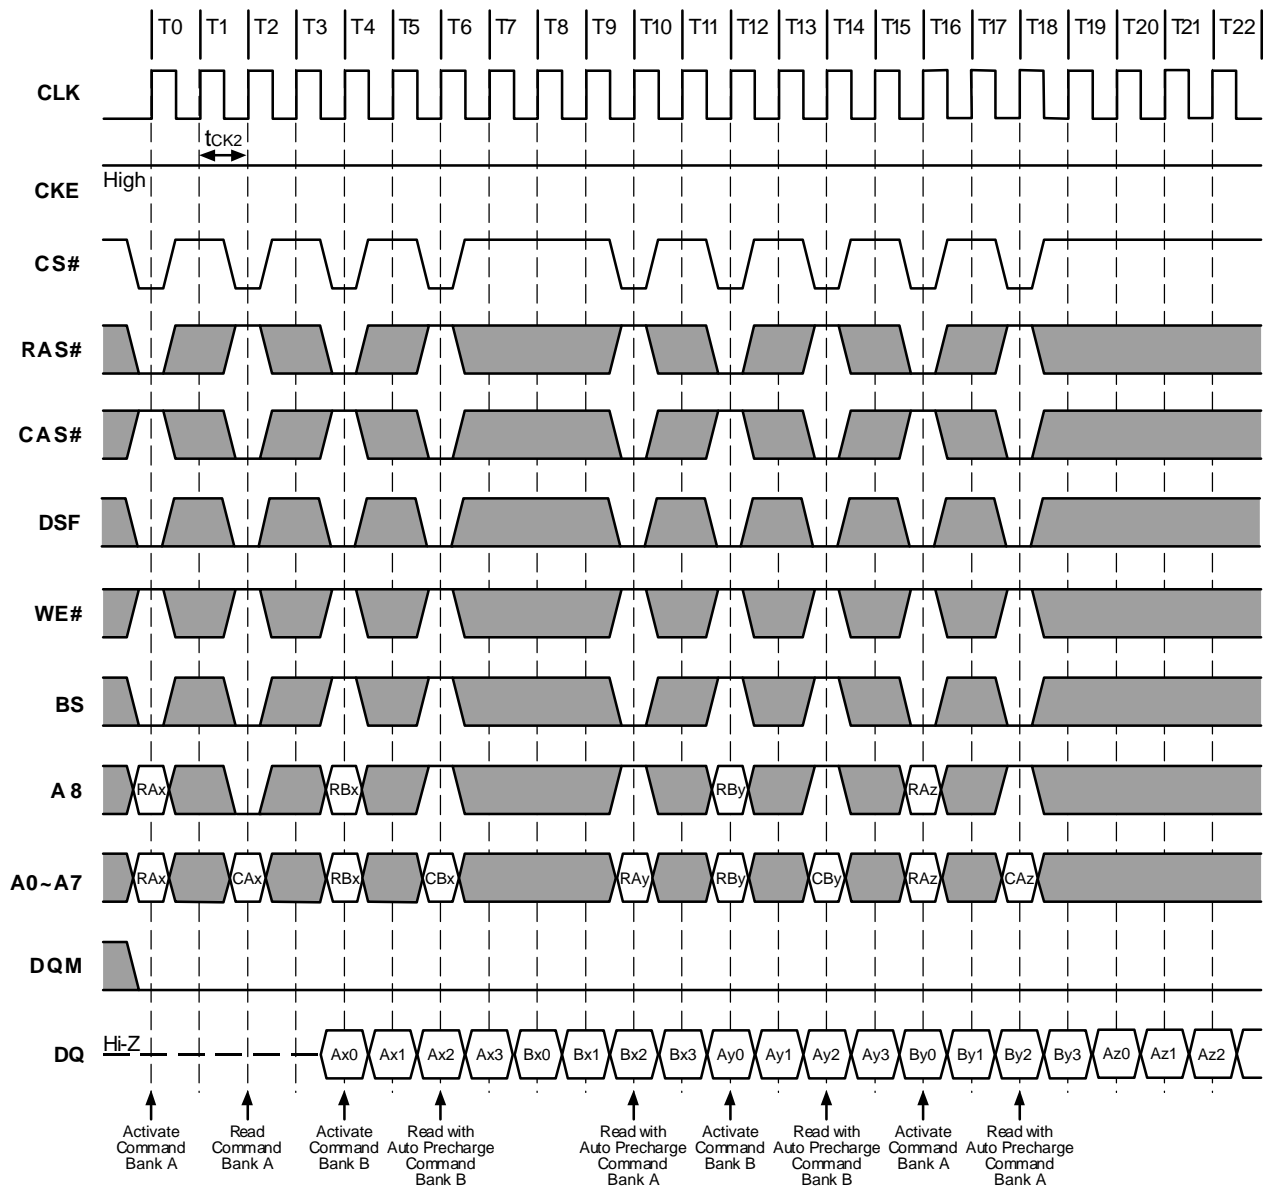 T0 T1 T2 T3 T4 T5 T6 T7 T8 T9 T10 T11 T12 T13 T14 T15 T16 T17 T18 T19 T20 T21 T22
CLK
tCK2
High
CKE
CS#
RAS#
CAS#
DSF
WE#
BS
A8 RAx RBx RBy RAz
A0~A7 RAx CAx RBx CBx RAy RBy CBy RAz CAz
DQM
Hi-Z
DQ Ax0 Ax1 Ax2 Ax3 Bx0 Bx1 Bx2 Bx3 Ay0 Ay1 Ay2 Ay3 By0 By1 By2 By3 Az0 Az1 Az2
Activate
Command
Bank A
Read
Command
Bank A
Activate
Command
Bank B
Read with
Auto Precharge
Command
Bank B
Read with
Auto Precharge
Command
Bank A
Activate
Command
Bank B
Read with
Auto Precharge
Command
Bank B
Activate
Command
Bank A
Read with
Auto Precharge
Command
Bank A